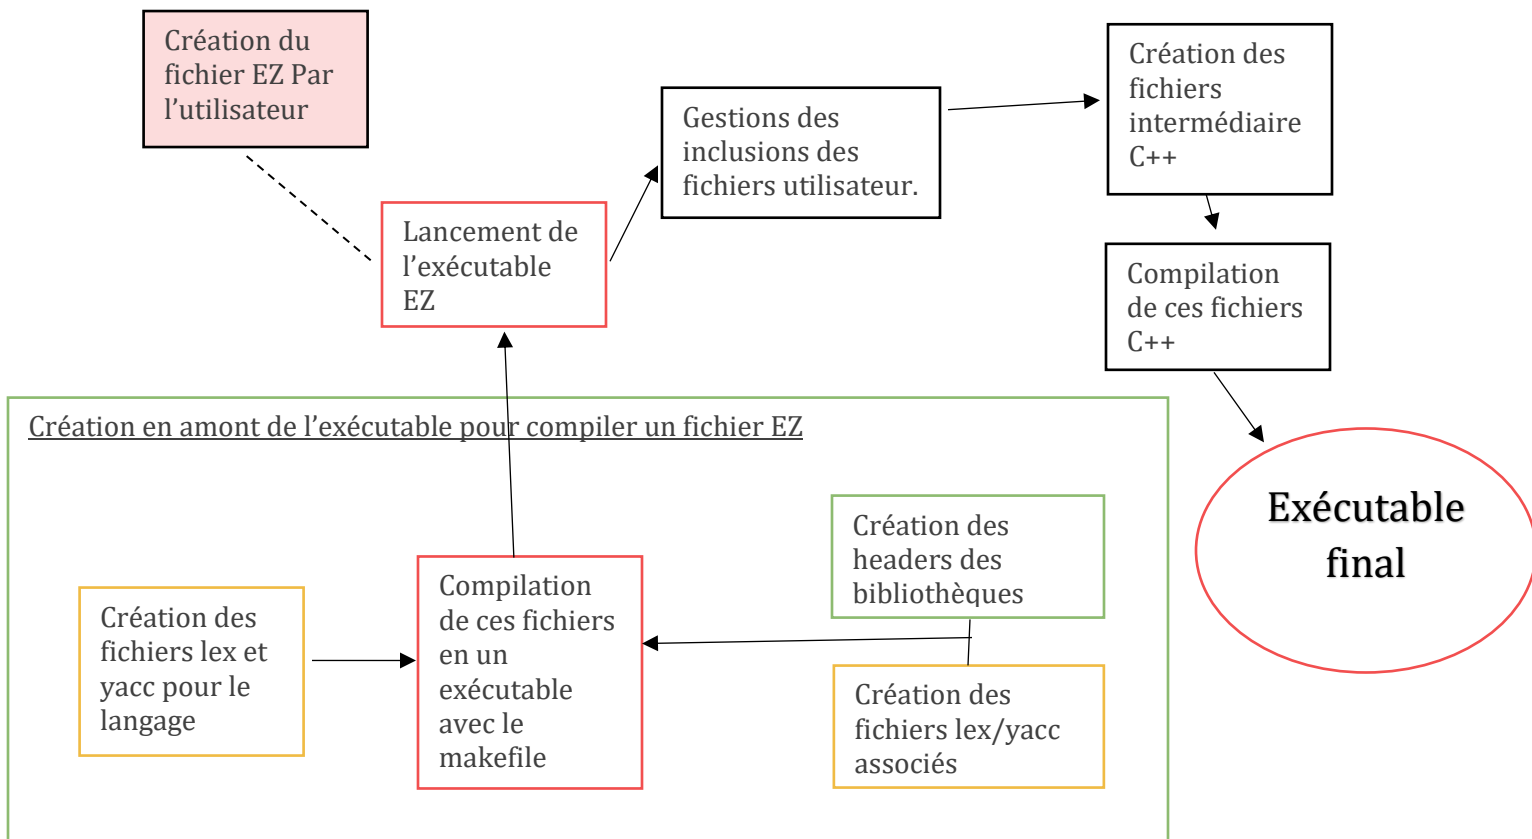 Création du
fichier EZ Par
l’utilisateur
Lancement de
l’exécutable
EZ
Gestions des
inclusions des
fichiers utilisateur.
Création des
fichiers
intermédiaire
C++
Compilation
de ces fichiers
C++
Exécutable
final
Création en amont de l’exécutable pour compiler un fichier EZ
Création des
fichiers lex et
yacc pour le
langage
Compilation
de ces fichiers
en un
exécutable
avec le
makefile
Création des
headers des
bibliothèques
Création des
fichiers lex/yacc
associés